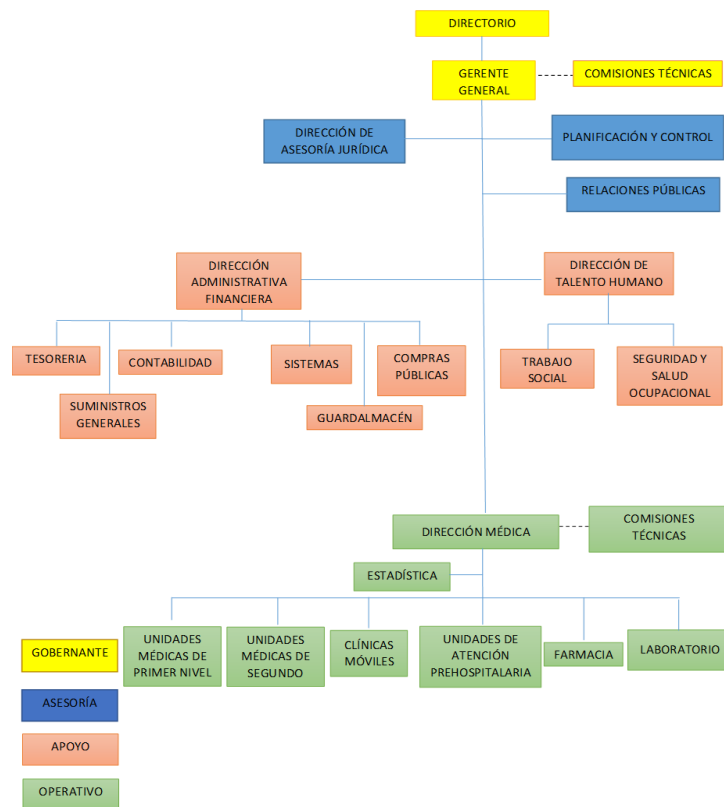 DIRECTORIO
GERENTE
GENERAL
COMISIONES TÉCNICAS
DIRECCIÓN DE
ASESORÍA JURÍDICA
PLANIFICACIÓN Y CONTROL
RELACIONES PÚBLICAS
DIRECCIÓN
ADMINISTRATIVA
FINANCIERA
DIRECCIÓN DE
TALENTO HUMANO
TESORERIA
CONTABILIDAD
SISTEMAS
COMPRAS
PÚBLICAS
TRABAJO
SOCIAL
SEGURIDAD Y
SALUD
OCUPACIONAL
SUMINISTROS
GENERALES
GUARDALMACÉN
DIRECCIÓN MÉDICA
COMISIONES
TÉCNICAS
ESTADÍSTICA
UNIDADES
MÉDICAS DE
PRIMER NIVEL
UNIDADES
MÉDICAS DE
SEGUNDO
CLÍNICAS
MÓVILES
UNIDADES DE
ATENCIÓN
PREHOSPITALARIA
FARMACIA
LABORATORIO
GOBERNANTE
ASESORÍA
APOYO
OPERATIVO